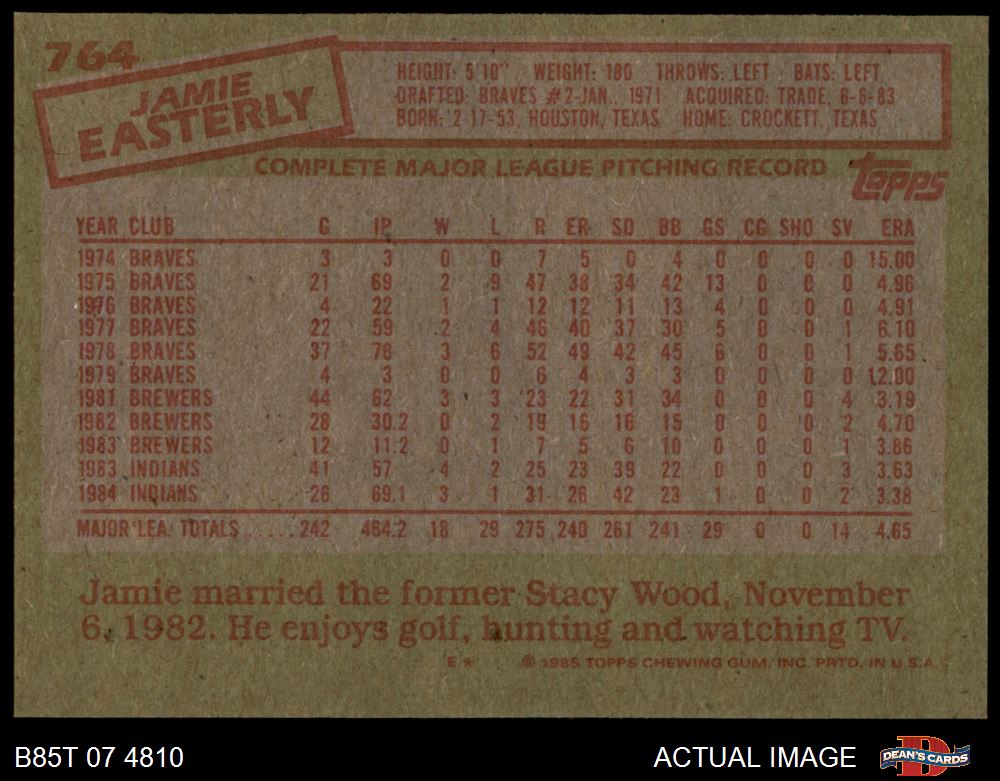 764
JAMIE
EASTERLY
HEIGHT: 5'10" WEIGHT: 180 THROWS: LEFT BATS: LEFT
DRAFTED: BRAVES #2-JAN., 1971 ACQUIRED: TRADE, 6-6-83
BORN: 2-17-53, HOUSTON, TEXAS HOME: CROCKETT, TEXAS
COMPLETE MAJOR LEAGUE PITCHING RECORD
Topps
YEAR CLUB G IP W L R ER SO BB GS CG SHO SV ERA
1974 BRAVES 3 3 0 0 7 5 0 4 0 0 0 0 15.00
1975 BRAVES 21 69 2 9 47 38 34 42 13 0 0 0 4.96
1976 BRAVES 4 22 1 1 12 12 11 13 4 0 0 0 4.91
1977 BRAVES 22 59 2 4 46 40 37 30 5 0 0 1 6.10
1978 BRAVES 37 78 3 6 52 49 42 45 6 0 0 1 5.65
1979 BRAVES 4 3 0 0 6 4 3 3 0 0 0 0 12.00
1981 BREWERS 44 62 3 3 23 22 31 34 0 0 0 4 3.19
1982 BREWERS 28 30.2 0 2 19 16 16 15 0 0 0 2 4.70
1983 BREWERS 12 11.2 0 1 7 5 6 10 0 0 0 1 3.86
1983 INDIANS 41 57 4 2 25 23 39 22 0 0 0 3 3.63
1984 INDIANS 26 69.1 3 1 31 26 42 23 1 0 0 2 3.38
MAJOR LEA. TOTALS ..... 242 464.2 18 29 275 240 261 241 29 0 0 14 4.65
Jamie married the former Stacy Wood, November
6, 1982. He enjoys golf, hunting and watching TV.
E* © 1985 TOPPS CHEWING GUM, INC. PRTD. IN U.S.A.
B85T 07 4810 ACTUAL IMAGE DEAN'S CARDS